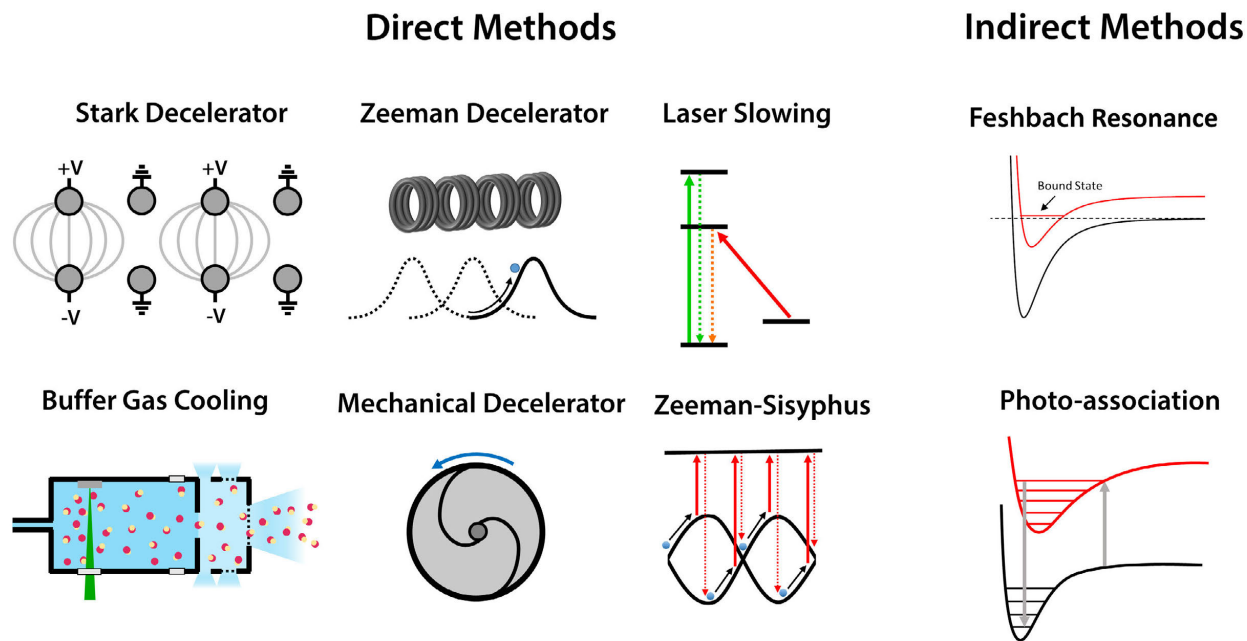 Direct Methods
Indirect Methods
Stark Decelerator
Zeeman Decelerator
Laser Slowing
Feshbach Resonance
+V
+V
-V
-V
Bound State
Buffer Gas Cooling
Mechanical Decelerator
Zeeman-Sisyphus
Photo-association